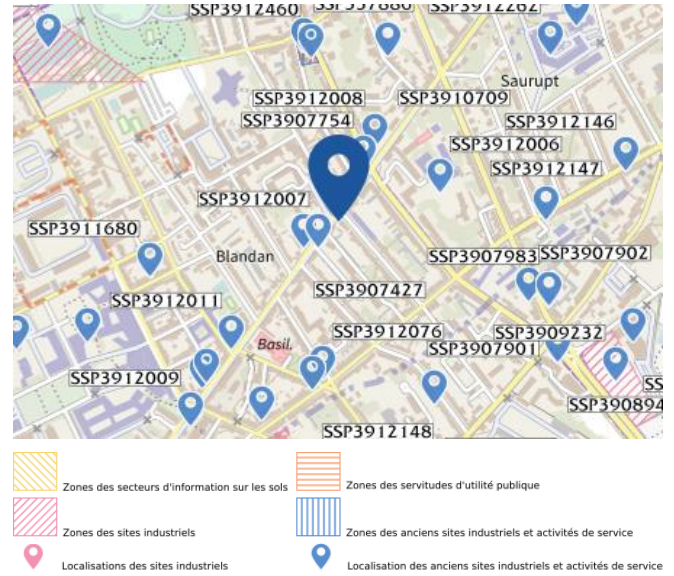 SSP3912460
SSP3912262
Saurupt
SSP3912008
SSP3910709
SSP3907754
SSP3912146
SSP3912006
SSP3912147
SSP3912007
SSP3911680
Blandan
SSP3907983
SSP3907902
SSP3907427
SSP3912011
SSP3912076
SSP3909232
Basil.
SSP3907901
SSP3912009
SSP390894
SSP3912148
Zones des secteurs d'information sur les sols
Zones des servitudes d'utilité publique
Zones des sites industriels
Zones des anciens sites industriels et activités de service
Localisations des sites industriels
Localisation des anciens sites industriels et activités de service